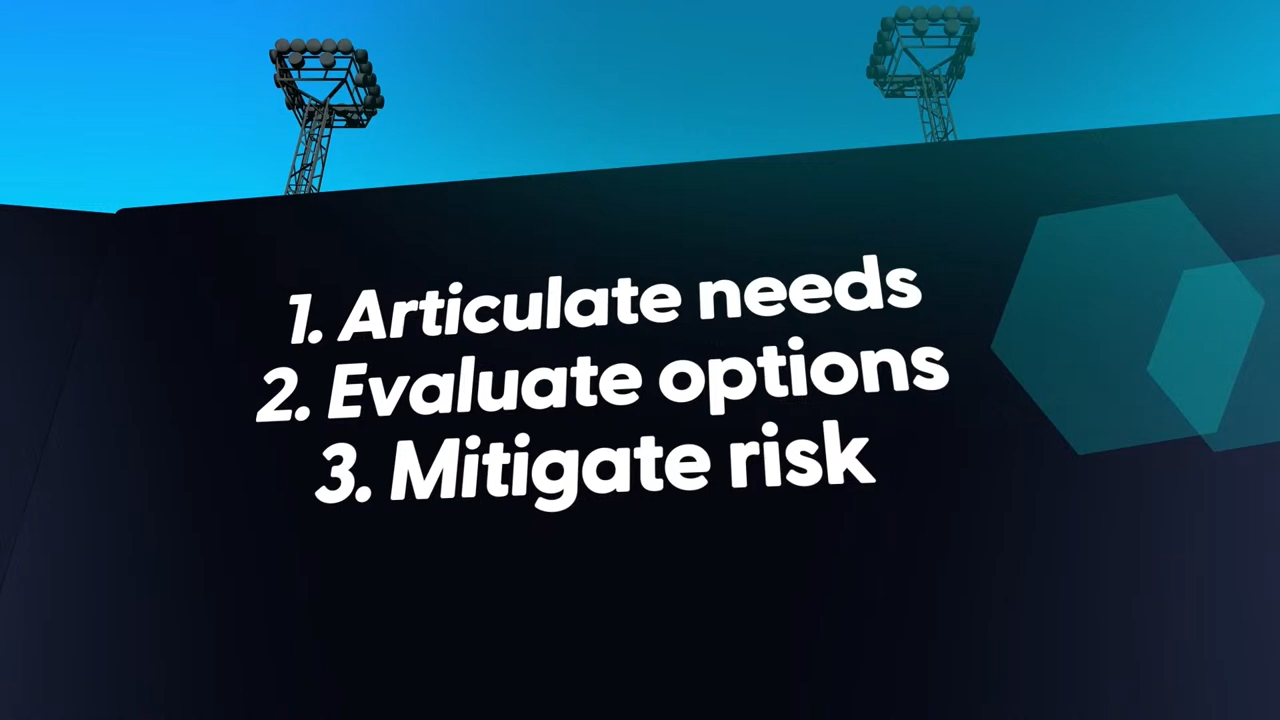 1. Articulate needs
2. Evaluate options
3. Mitigate risk